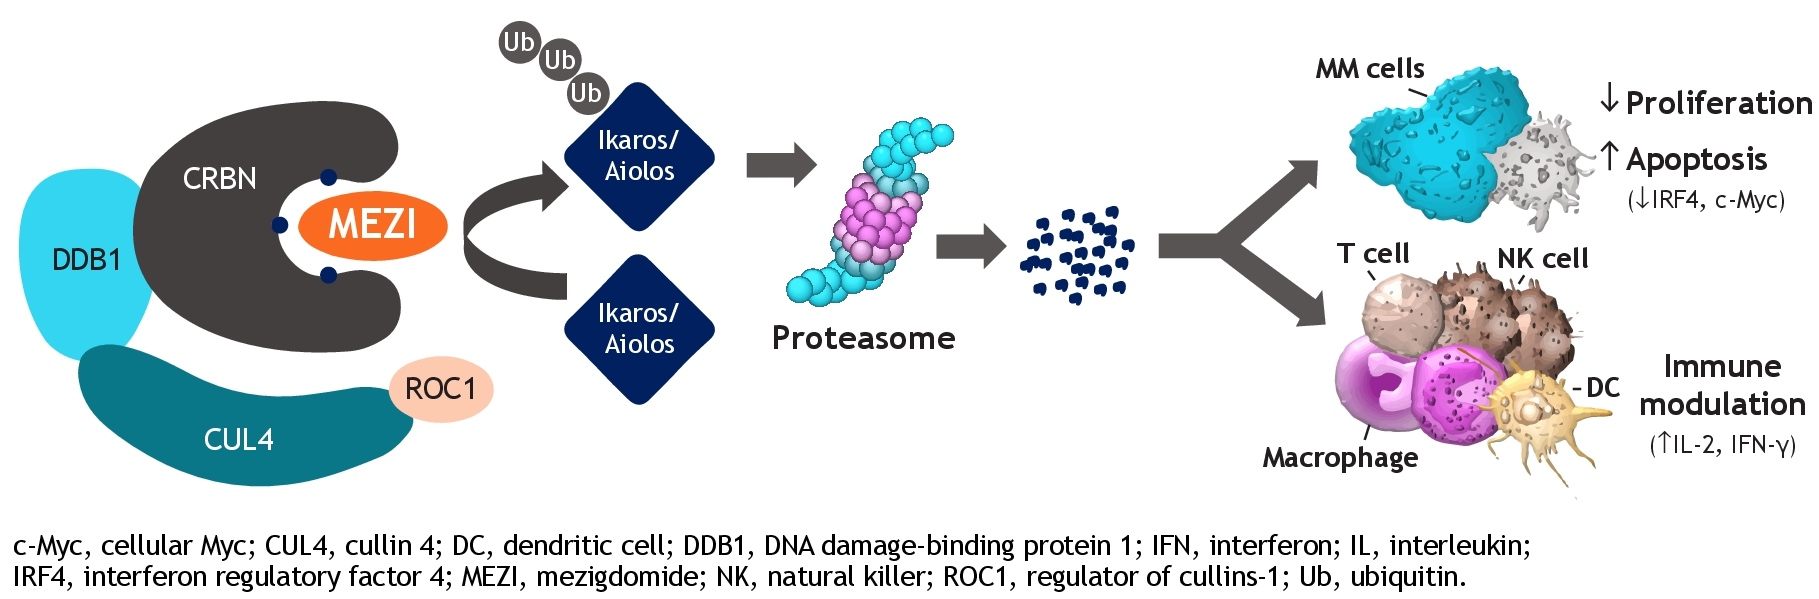 Ub
Ub
Ub
CRBN
MEZI
DDB1
CUL4
ROC1
Ikaros/
Aiolos
Ikaros/
Aiolos
Proteasome
MM cells
↓Proliferation
↑Apoptosis
(↓IRF4, c-Myc)
T cell
NK cell
DC
Macrophage
Immune
modulation
(↑IL-2, IFN-γ)
c-Myc, cellular Myc; CUL4, cullin 4; DC, dendritic cell; DDB1, DNA damage-binding protein 1; IFN, interferon; IL, interleukin;
IRF4, interferon regulatory factor 4; MEZI, mezigdomide; NK, natural killer; ROC1, regulator of cullins-1; Ub, ubiquitin.